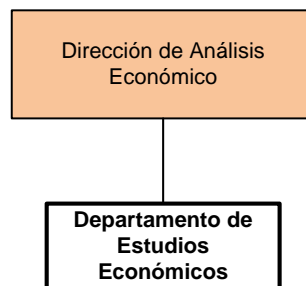 Dirección de Análisis
Económico
Departamento de
Estudios
Económicos